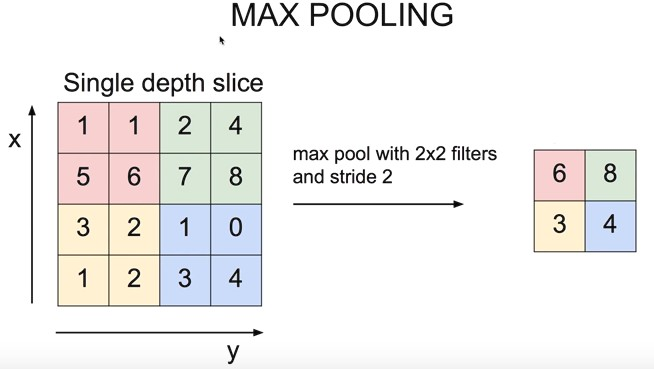 MAX POOLING
Single depth slice
x
1 1 2 4
5 6 7 8
3 2 1 0
1 2 3 4
y
max pool with 2x2 filters
and stride 2
6 8
3 4